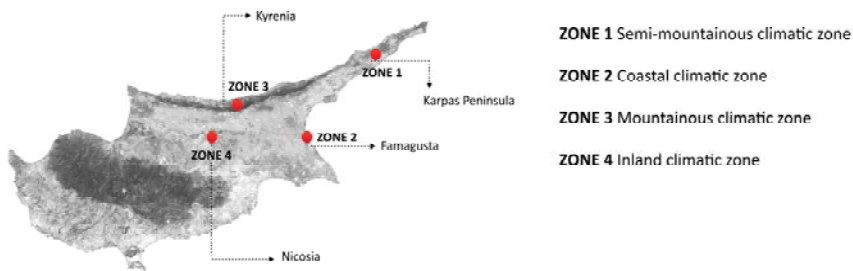 Kyrenia
ZONE 3
ZONE 1
Karpas Peninsula
ZONE 2
ZONE 4
Famagusta
Nicosia
ZONE 1 Semi-mountainous climatic zone
ZONE 2 Coastal climatic zone
ZONE 3 Mountainous climatic zone
ZONE 4 Inland climatic zone